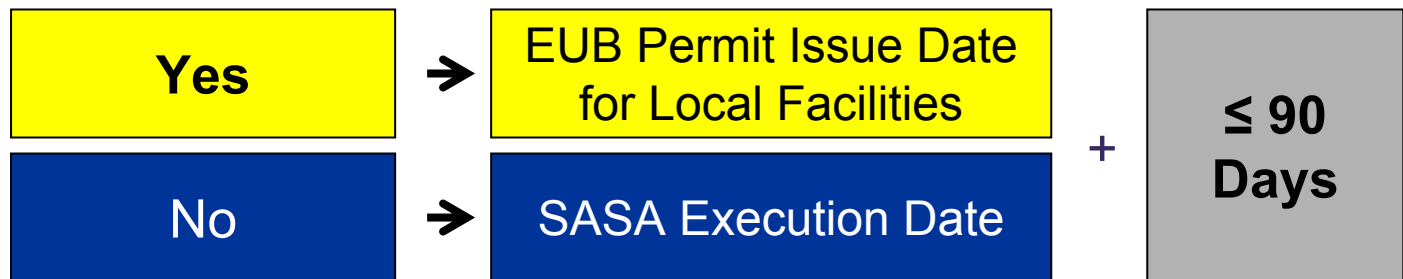 Yes
→
EUB Permit Issue Date
for Local Facilities
No
→
SASA Execution Date
+
≤ 90
Days